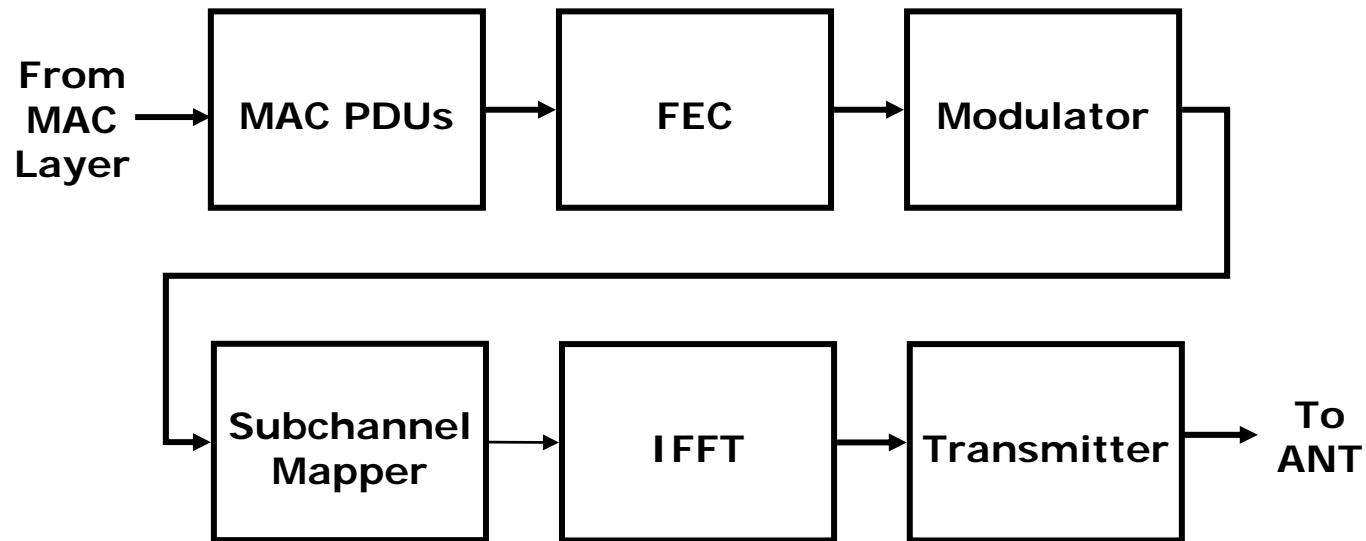 From
MAC
Layer
MAC PDUs
FEC
Modulator
Subchannel
Mapper
IFFT
Transmitter
To
ANT